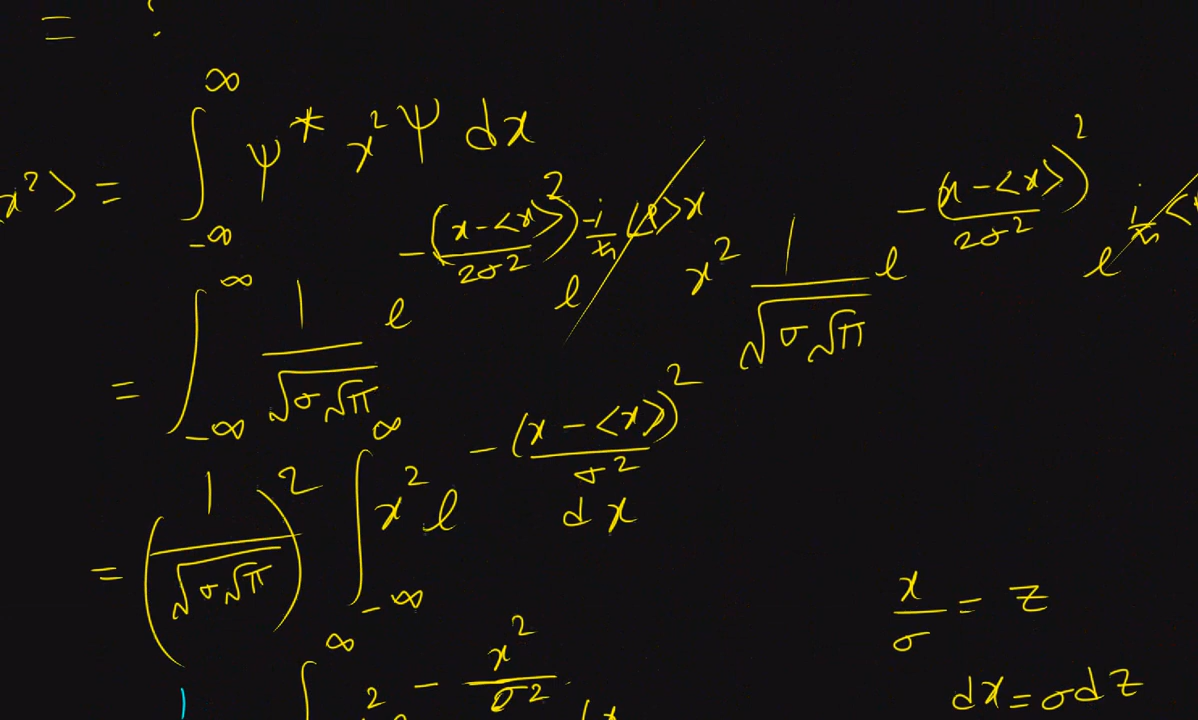 = ?
x²> = ∫_{-∞}^{∞} ψ* x² ψ dx
= ∫_{-∞}^{∞} 1/√(σ√π) e^{-(x-<x>)²/2σ²} e^{-i/ħ <p>x} x² 1/√(σ√π) e^{-(x-<x>)²/2σ²} e^{i/ħ <
= (1/√(σ√π))² ∫_{-∞}^{∞} x² e^{-(x-<x>)²/σ²} dx
x/σ = z
∞ ∫ ² - x²/σ²
dx = σdz